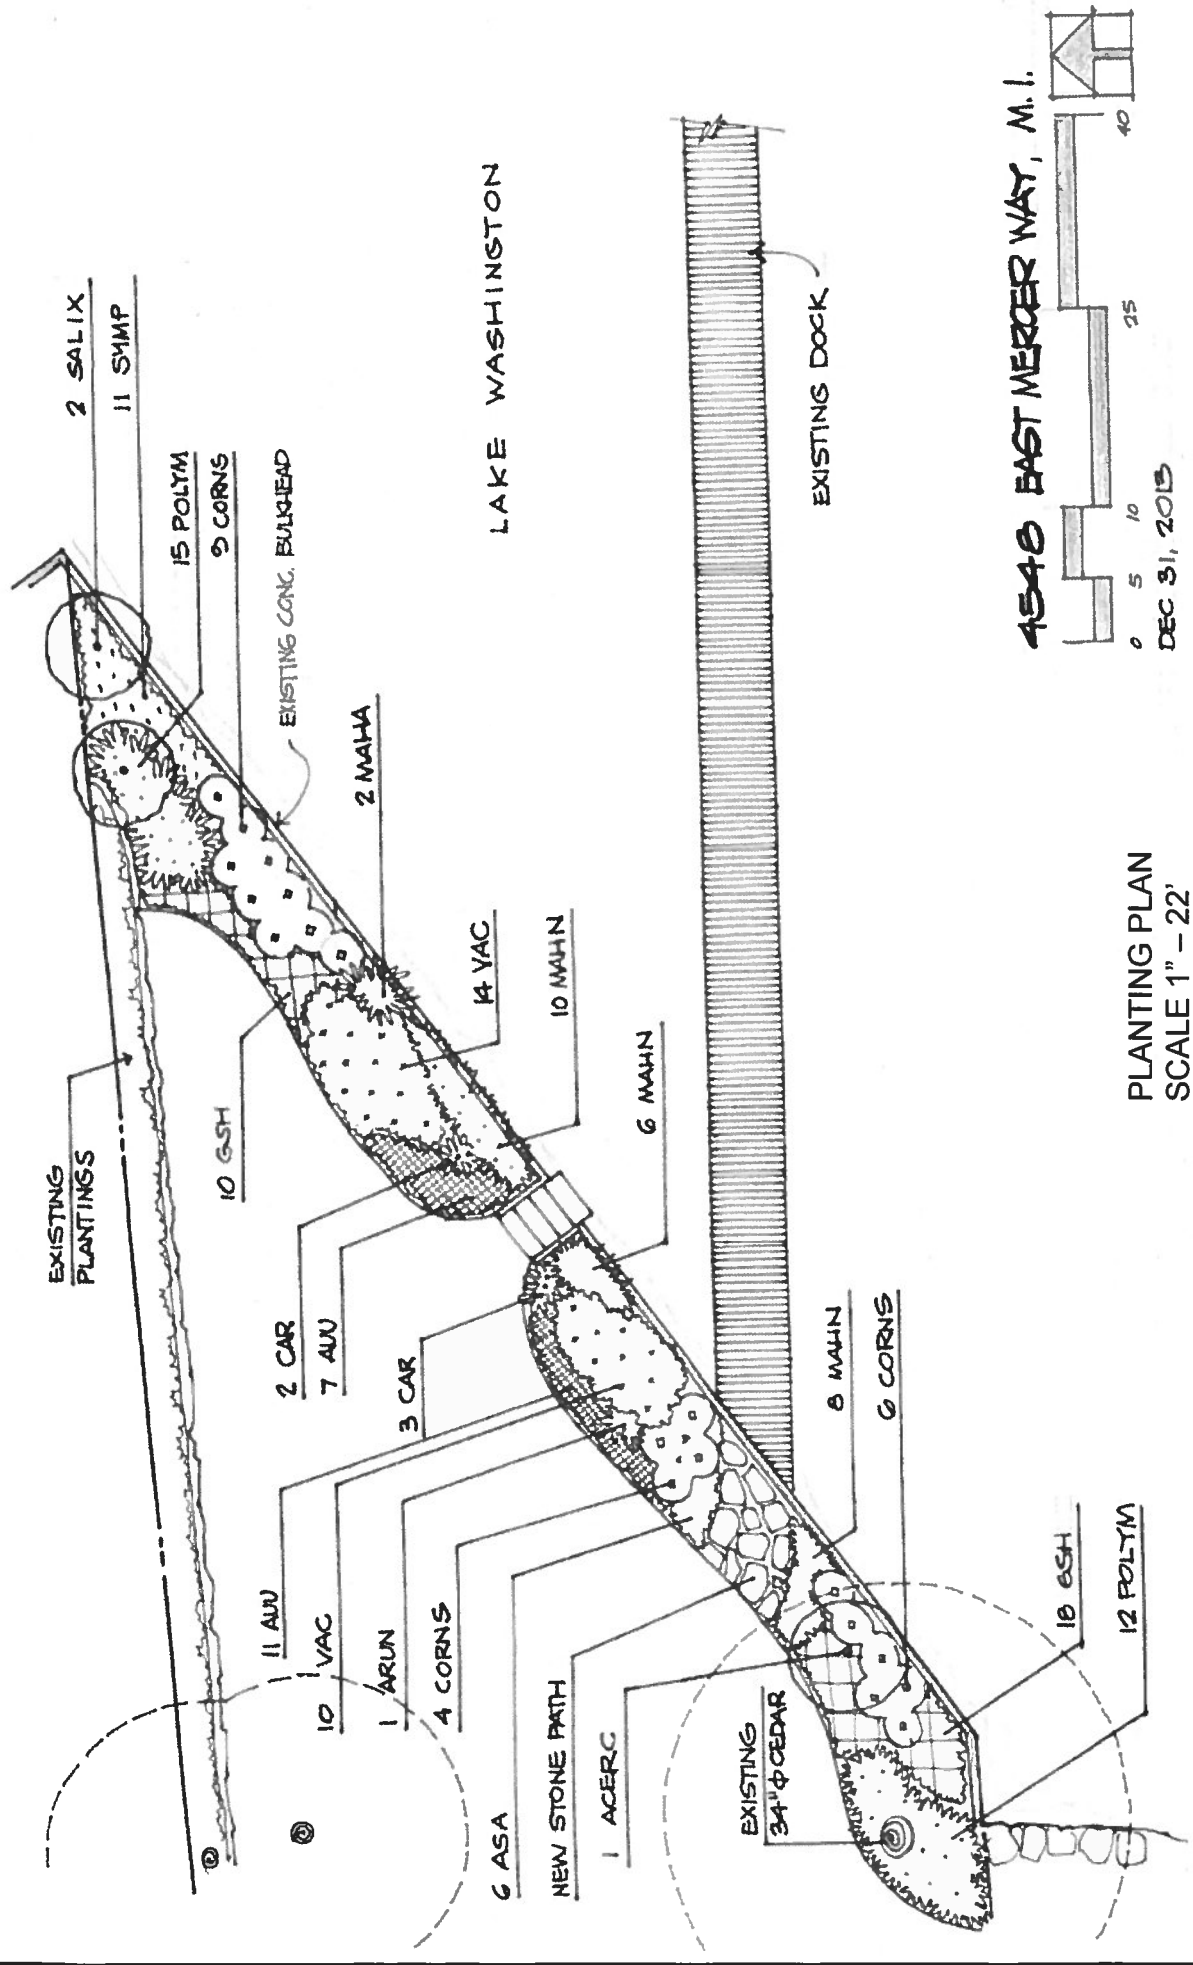 2 SALIX
11 SYMP
15 POLYM
9 CORNS
EXISTING CONC. BULKHEAD
2 MAHA
14 VAC
10 MAHN
6 MAHN
EXISTING
PLANTINGS
10 GSH
2 CAR
7 AUU
3 CAR
11 AUU
10 VAC
1 ARUN
4 CORNS
6 ASA
NEW STONE PATH
1 ACERC
EXISTING
34"Φ CEDAR
8 MAHN
6 CORNS
18 GSH
12 POLYM
LAKE WASHINGTON
EXISTING DOCK
4548 EAST MERCER WAY, M.I.
0 5 10 25 40
DEC 31, 2013
PLANTING PLAN
SCALE 1" – 22'